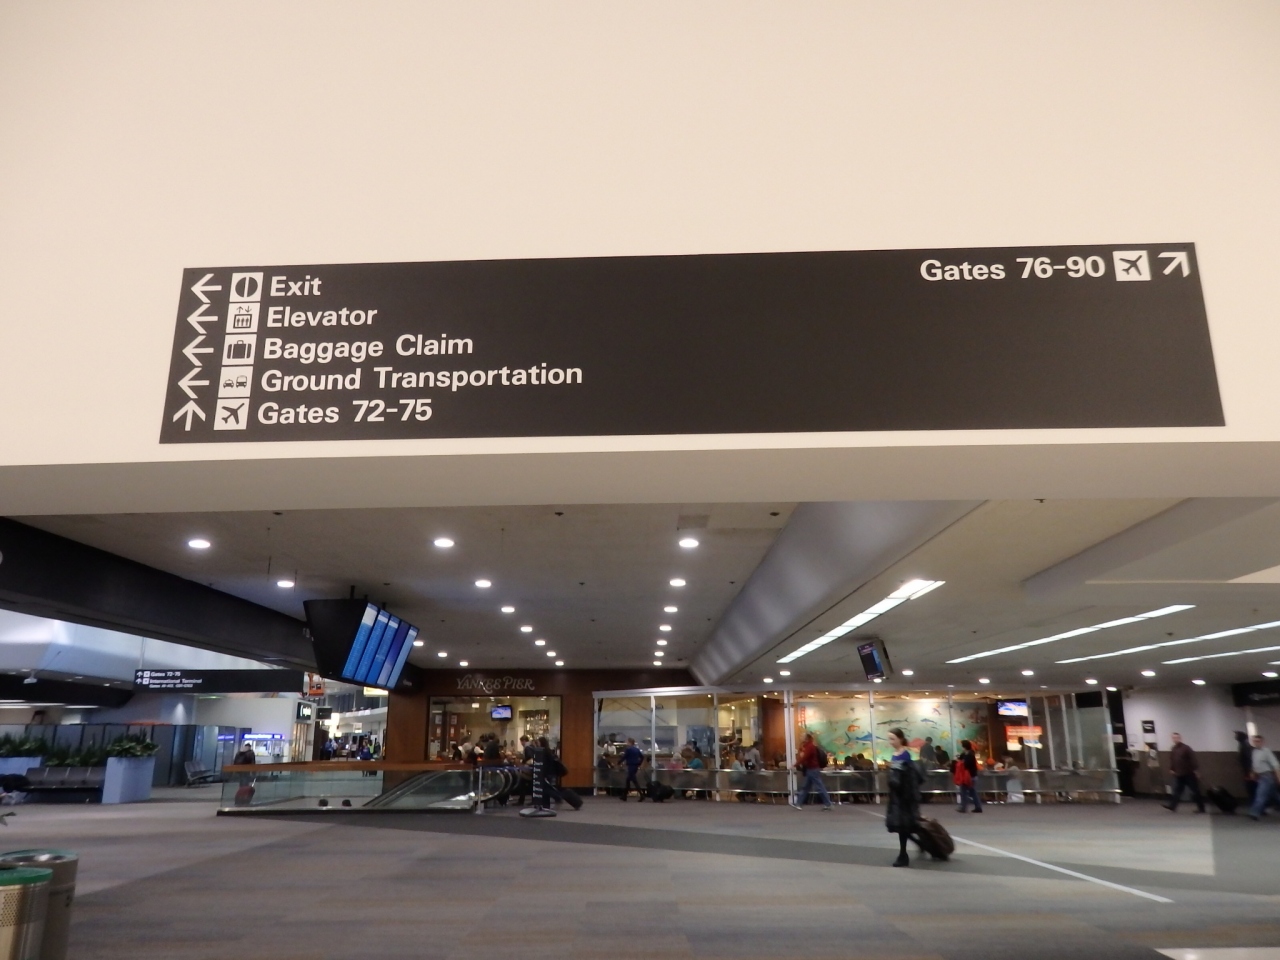 Exit
Elevator
Baggage Claim
Ground Transportation
Gates 72-75
Gates 76-90
Gates 72-75
International Terminal
YANKEE PIER